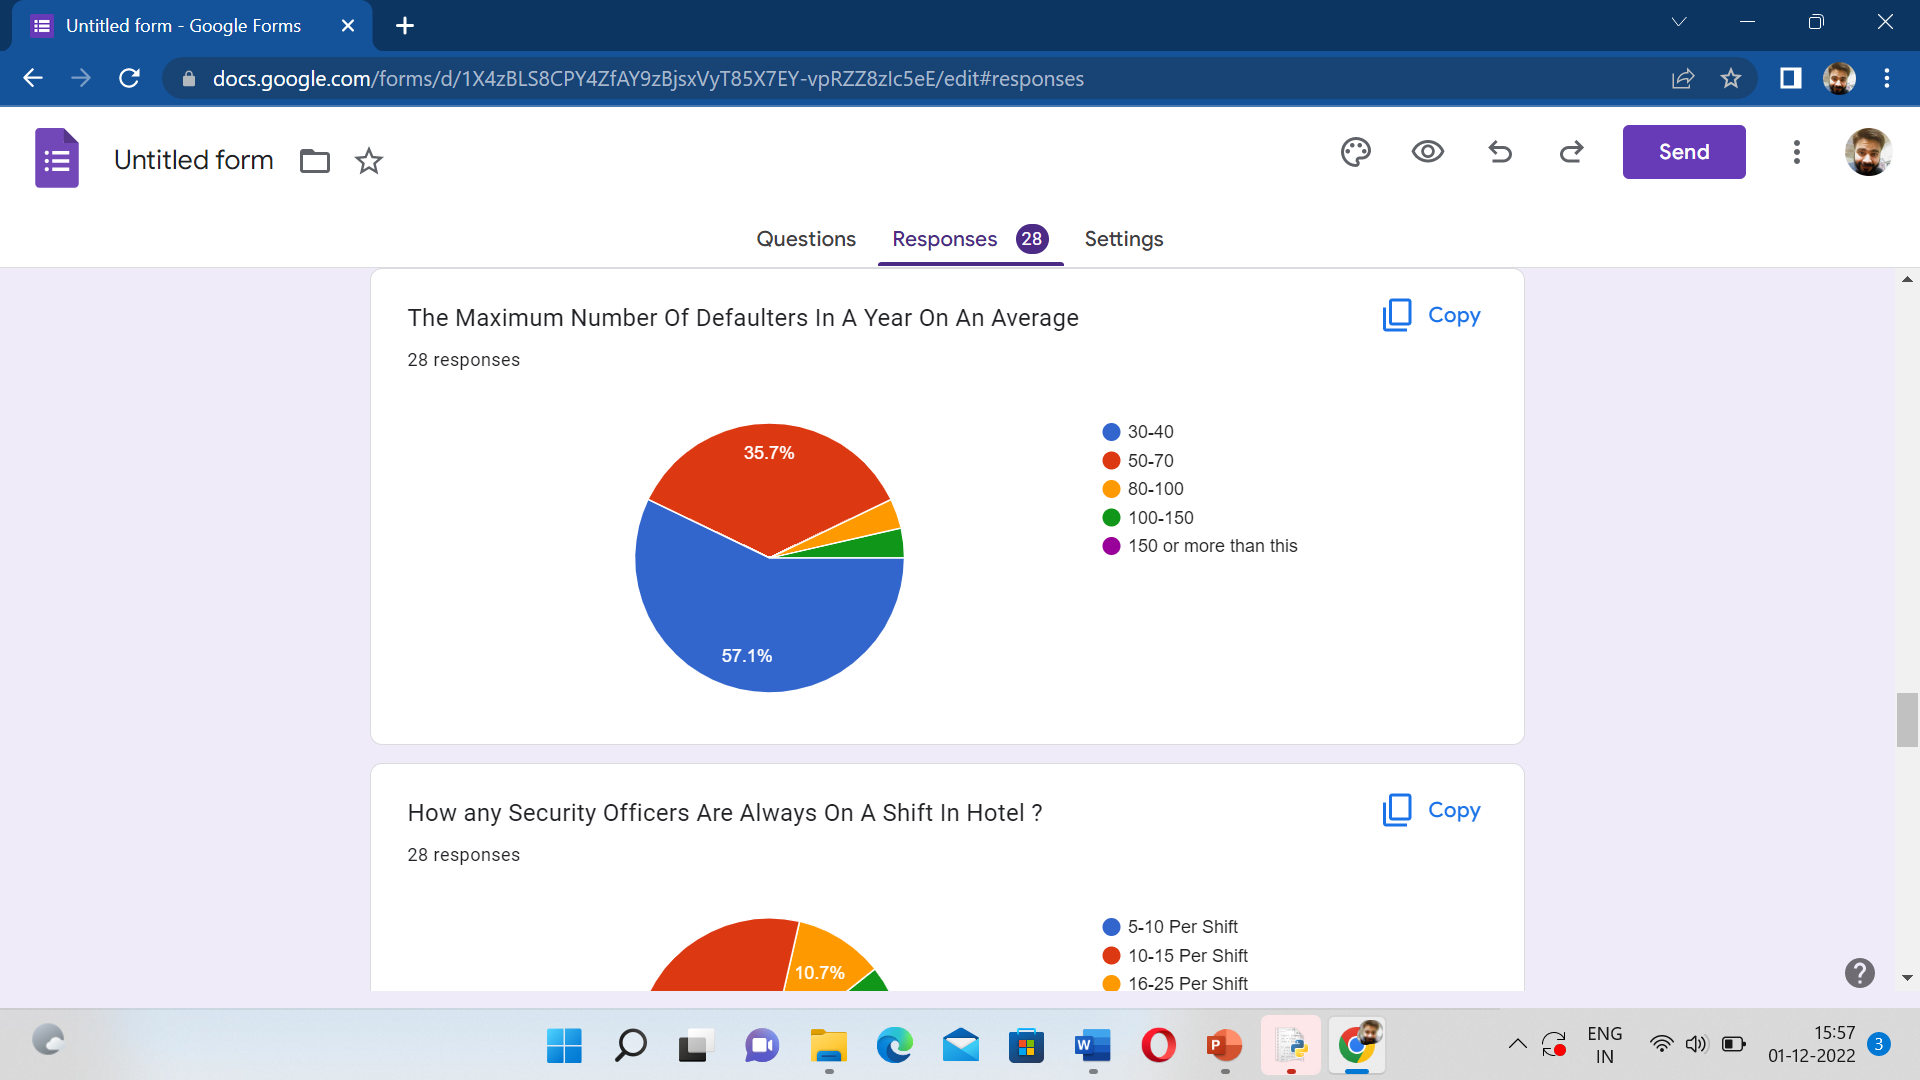 Untitled form - Google Forms
docs.google.com/forms/d/1X4zBLS8CPY4ZfAY9zBjsxVyT85X7EY-vpRZZ8zIc5eE/edit#responses
Untitled form
Send
Questions Responses 28 Settings
The Maximum Number Of Defaulters In A Year On An Average
Copy
28 responses
35.7%
57.1%
30-40
50-70
80-100
100-150
150 or more than this
How any Security Officers Are Always On A Shift In Hotel ?
Copy
28 responses
10.7%
5-10 Per Shift
10-15 Per Shift
16-25 Per Shift
W
P
ENG
IN
15:57
01-12-2022
3